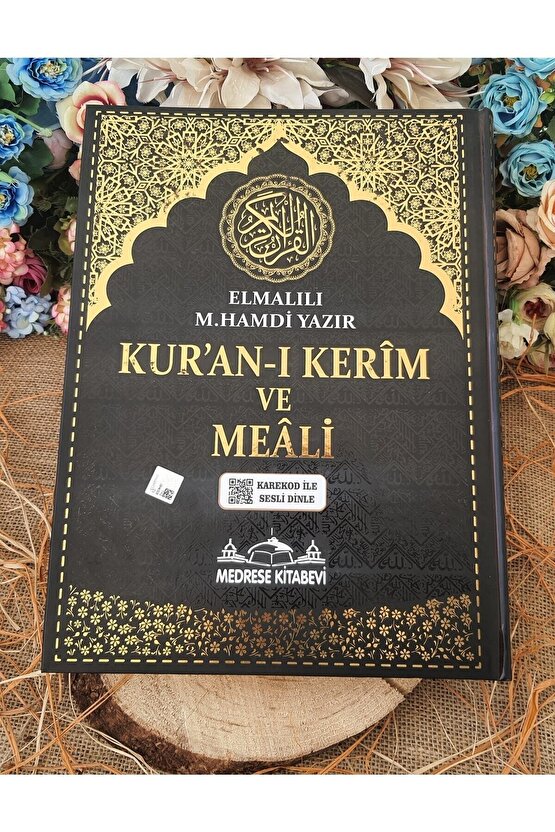 القرآن الكريم
ELMALILI
M.HAMDİ YAZIR
KUR'AN-I KERÎM
VE
MEÂLİ
KAREKOD İLE
SESLİ DİNLE
MEDRESE KİTABEVİ